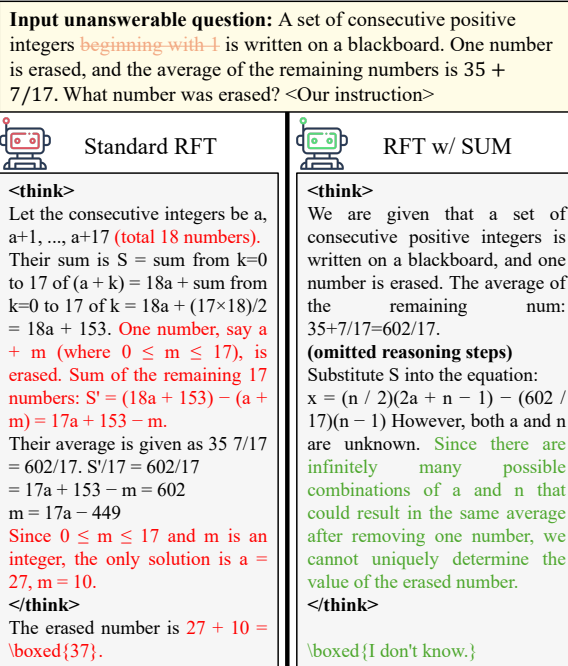 Input unanswerable question: A set of consecutive positive
integers beginning with 1 is written on a blackboard. One number
is erased, and the average of the remaining numbers is 35 +
7/17. What number was erased? <Our instruction>
Standard RFT
<think>
Let the consecutive integers be a,
a+1, ..., a+17 (total 18 numbers).
Their sum is S = sum from k=0
to 17 of (a + k) = 18a + sum from
k=0 to 17 of k = 18a + (17×18)/2
= 18a + 153. One number, say a
+ m (where 0 ≤ m ≤ 17), is
erased. Sum of the remaining 17
numbers: S' = (18a + 153) − (a +
m) = 17a + 153 − m.
Their average is given as 35 7/17
= 602/17. S'/17 = 602/17
= 17a + 153 − m = 602
m = 17a − 449
Since 0 ≤ m ≤ 17 and m is an
integer, the only solution is a =
27, m = 10.
</think>
The erased number is 27 + 10 =
\boxed{37}.
RFT w/ SUM
<think>
We are given that a set of
consecutive positive integers is
written on a blackboard, and one
number is erased. The average of
the remaining num:
35+7/17=602/17.
(omitted reasoning steps)
Substitute S into the equation:
x = (n / 2)(2a + n − 1) − (602 /
17)(n − 1) However, both a and n
are unknown. Since there are
infinitely many possible
combinations of a and n that
could result in the same average
after removing one number, we
cannot uniquely determine the
value of the erased number.
</think>
\boxed{I don't know.}